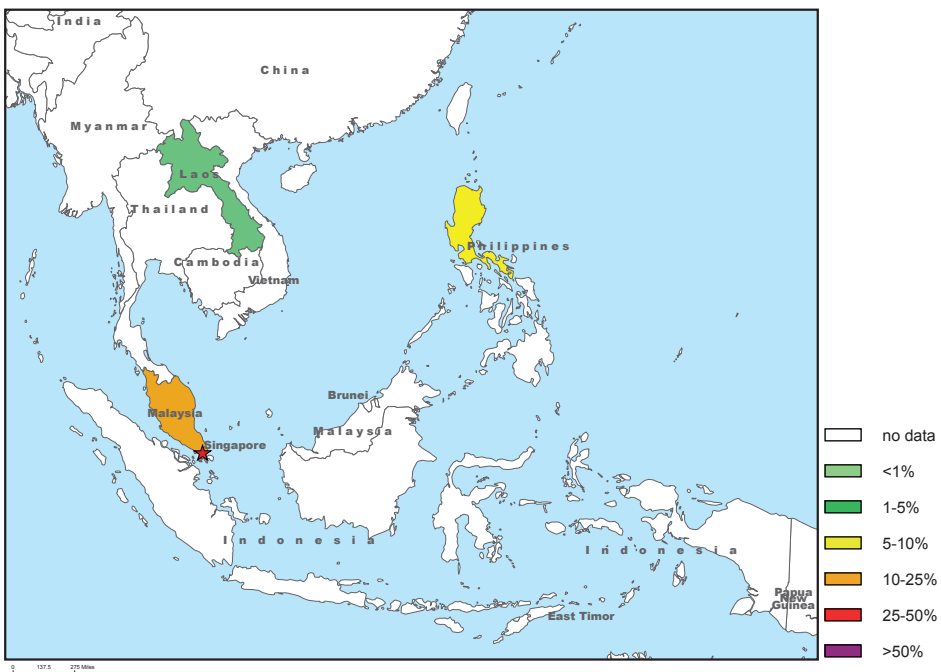 India
China
Myanmar
Laos
Thailand
Philippines
Cambodia
Vietnam
Brunei
Malaysia
Malaysia
Singapore
Indonesia
Indonesia
Papua
New
Guinea
East Timor
no data
<1%
1-5%
5-10%
10-25%
25-50%
>50%
0 137.5 275 Miles